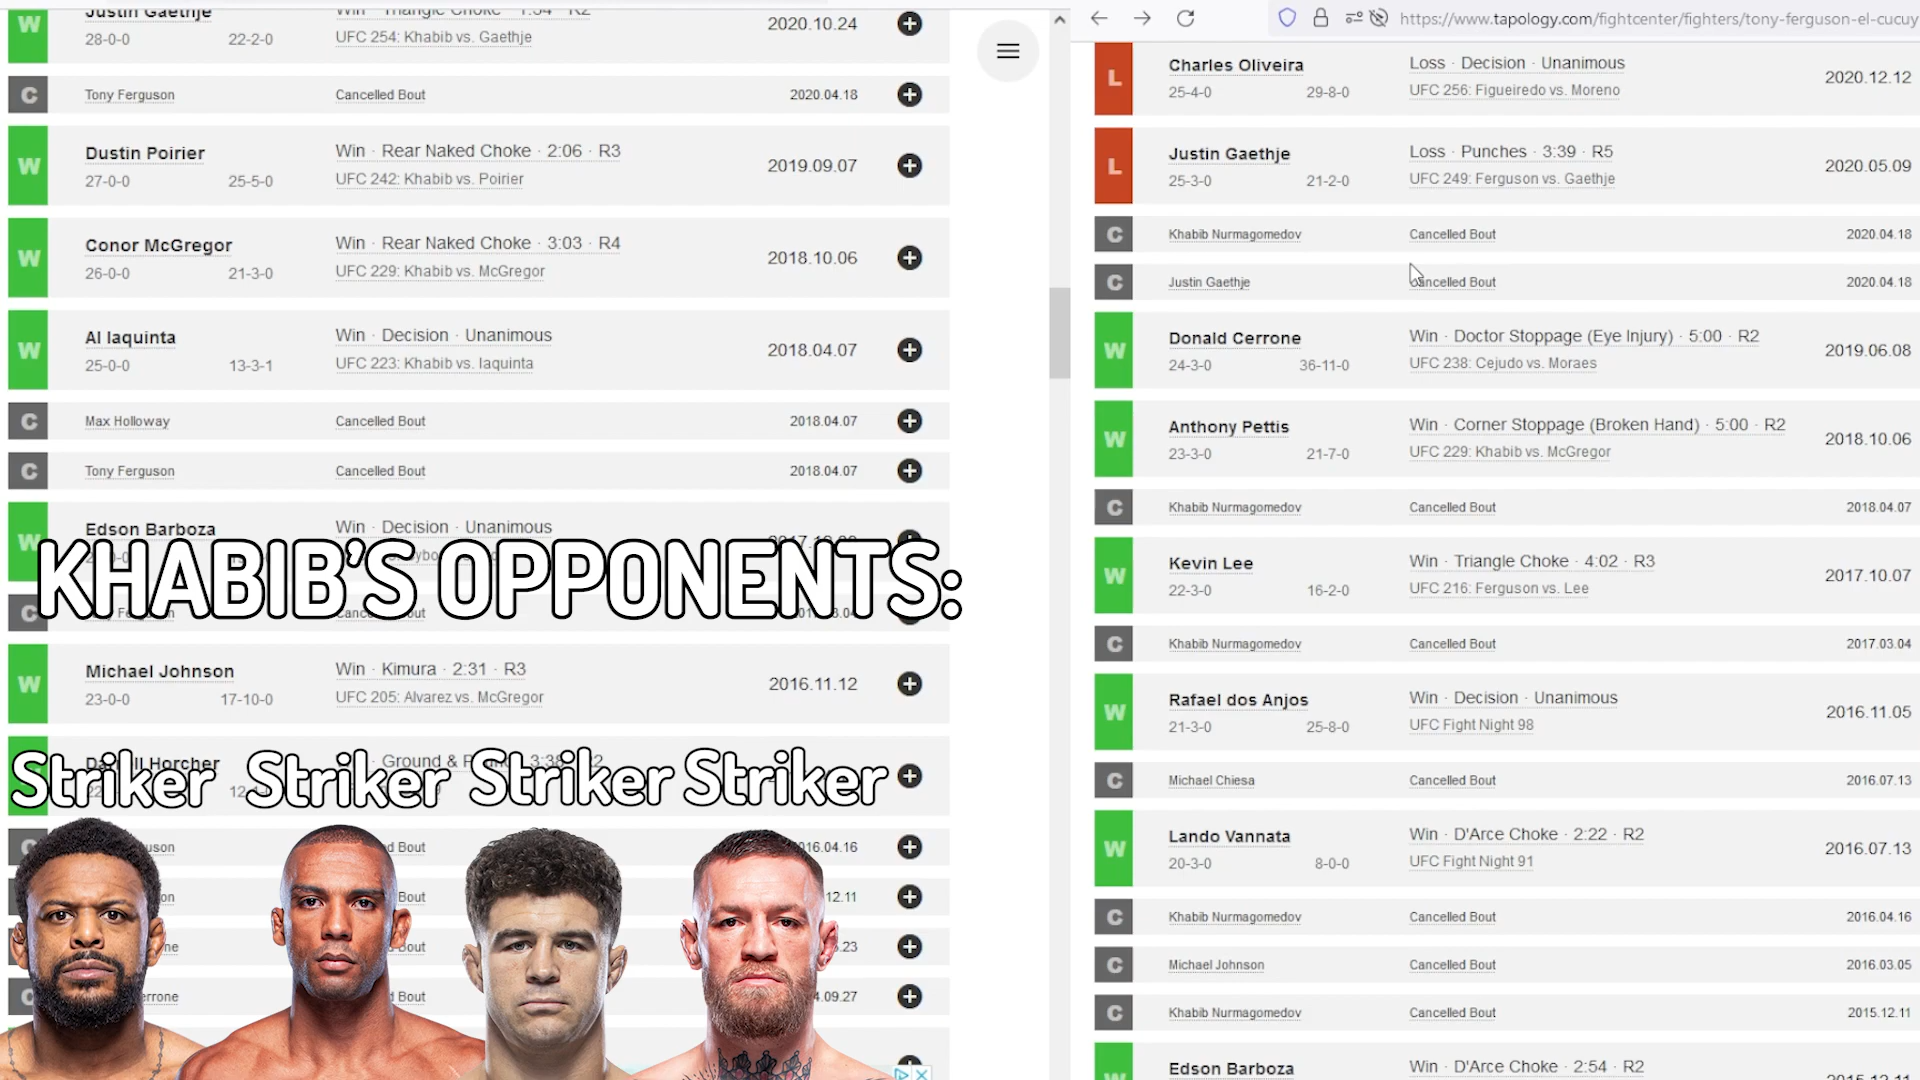 Justin Gaethje
28-0-0 22-2-0
UFC 254: Khabib vs. Gaethje
2020.10.24
C Tony Ferguson Cancelled Bout 2020.04.18
W Dustin Poirier Win · Rear Naked Choke · 2:06 · R3
27-0-0 25-5-0 UFC 242: Khabib vs. Poirier
2019.09.07
W Conor McGregor Win · Rear Naked Choke · 3:03 · R4
26-0-0 21-3-0 UFC 229: Khabib vs. McGregor
2018.10.06
W Al Iaquinta Win · Decision · Unanimous
25-0-0 13-3-1 UFC 223: Khabib vs. Iaquinta
2018.04.07
C Max Holloway Cancelled Bout 2018.04.07
C Tony Ferguson Cancelled Bout 2018.04.07
W Edson Barboza Win · Decision · Unanimous
KHABIB'S OPPONENTS:
W Michael Johnson Win · Kimura · 2:31 · R3
23-0-0 17-10-0 UFC 205: Alvarez vs. McGregor
2016.11.12
Horcher
Striker Striker Striker Striker
https://www.tapology.com/fightcenter/fighters/tony-ferguson-el-cucuy
L Charles Oliveira Loss · Decision · Unanimous
25-4-0 29-8-0 UFC 256: Figueiredo vs. Moreno
2020.12.12
L Justin Gaethje Loss · Punches · 3:39 · R5
25-3-0 21-2-0 UFC 249: Ferguson vs. Gaethje
2020.05.09
C Khabib Nurmagomedov Cancelled Bout 2020.04.18
C Justin Gaethje Cancelled Bout 2020.04.18
W Donald Cerrone Win · Doctor Stoppage (Eye Injury) · 5:00 · R2
24-3-0 36-11-0 UFC 238: Cejudo vs. Moraes
2019.06.08
W Anthony Pettis Win · Corner Stoppage (Broken Hand) · 5:00 · R2
23-3-0 21-7-0 UFC 229: Khabib vs. McGregor
2018.10.06
C Khabib Nurmagomedov Cancelled Bout 2018.04.07
W Kevin Lee Win · Triangle Choke · 4:02 · R3
22-3-0 16-2-0 UFC 216: Ferguson vs. Lee
2017.10.07
C Khabib Nurmagomedov Cancelled Bout 2017.03.04
W Rafael dos Anjos Win · Decision · Unanimous
21-3-0 25-8-0 UFC Fight Night 98
2016.11.05
C Michael Chiesa Cancelled Bout 2016.07.13
W Lando Vannata Win · D'Arce Choke · 2:22 · R2
20-3-0 8-0-0 UFC Fight Night 91
2016.07.13
C Khabib Nurmagomedov Cancelled Bout 2016.04.16
C Michael Johnson Cancelled Bout 2016.03.05
C Khabib Nurmagomedov Cancelled Bout 2015.12.11
Edson Barboza Win · D'Arce Choke · 2:54 · R2